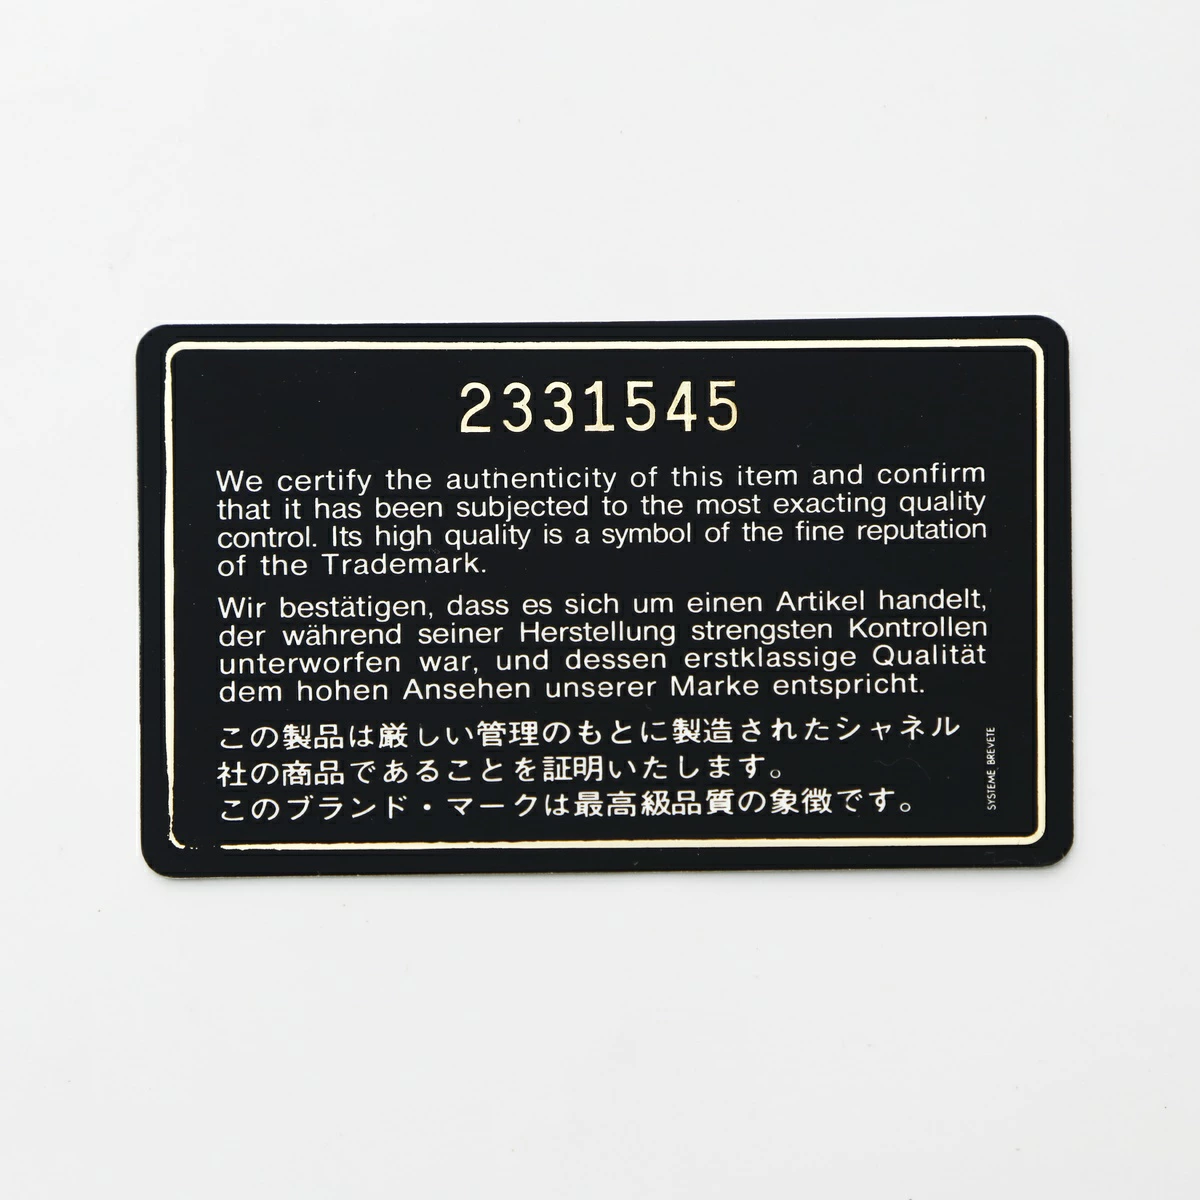 2331545
We certify the authenticity of this item and confirm
that it has been subjected to the most exacting quality
control. Its high quality is a symbol of the fine reputation
of the Trademark.
Wir bestätigen, dass es sich um einen Artikel handelt,
der während seiner Herstellung strengsten Kontrollen
unterworfen war, und dessen erstklassige Qualität
dem hohen Ansehen unserer Marke entspricht.
この製品は厳しい管理のもとに製造されたシャネル
社の商品であることを証明いたします。
このブランド・マークは最高級品質の象徴です。
SYSTEME BREVETE